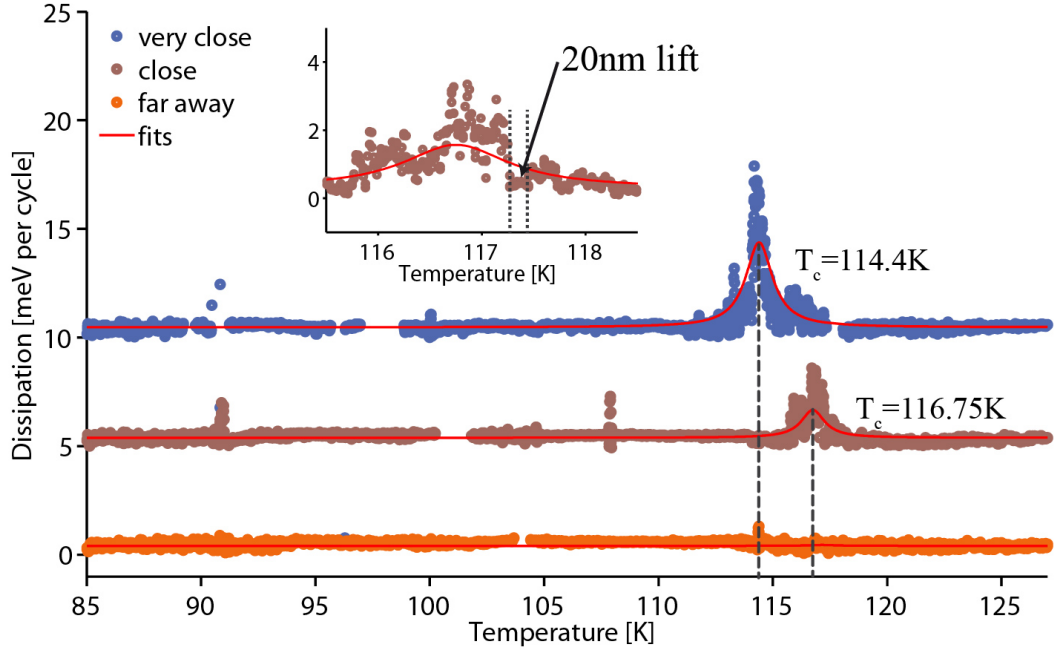 25
20
15
10
5
0
Dissipation [meV per cycle]
very close
close
far away
fits
4
2
0
116 117 118
Temperature [K]
20nm lift
Tc=114.4K
Tc=116.75K
85 90 95 100 105 110 115 120 125
Temperature [K]